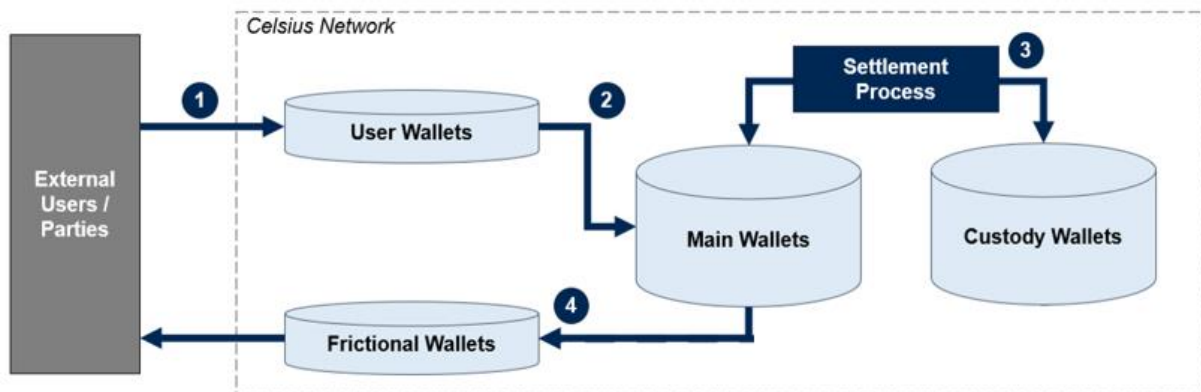 Celsius Network
External
Users /
Parties
1
User Wallets
2
Settlement
Process
3
Main Wallets
Custody Wallets
4
Frictional Wallets